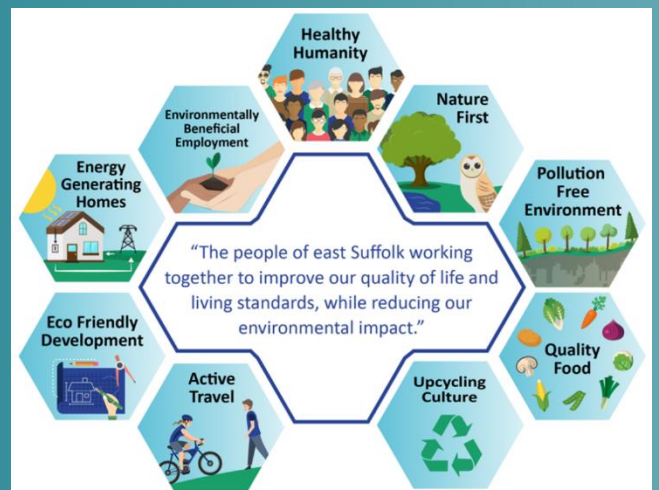 Healthy
Humanity
Environmentally
Beneficial
Employment
Nature
First
Energy
Generating
Homes
Pollution
Free
Environment
“The people of east Suffolk working
together to improve our quality of life and
living standards, while reducing our
environmental impact.”
Eco Friendly
Development
Quality
Food
Active
Travel
Upcycling
Culture